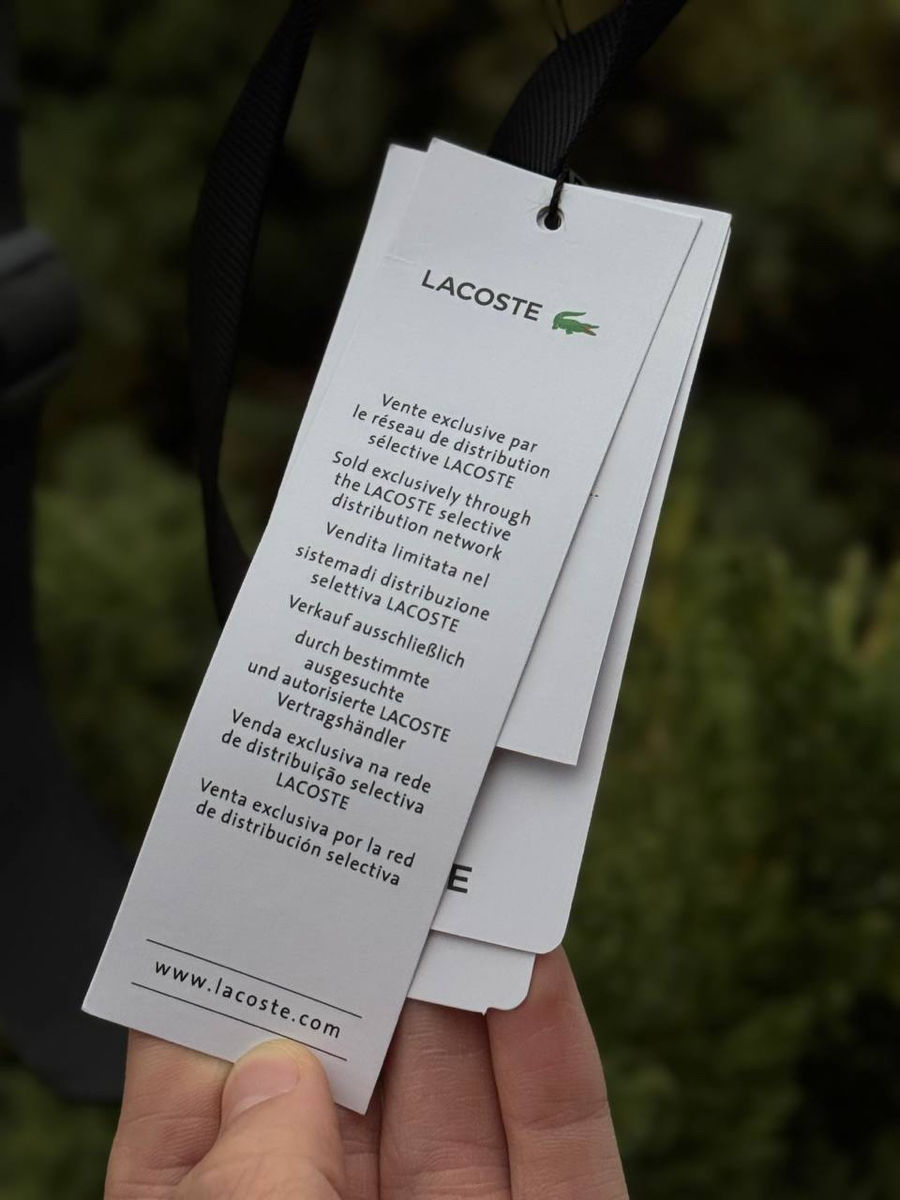 LACOSTE
Vente exclusive par
le réseau de distribution
sélective LACOSTE
Sold exclusively through
the LACOSTE selective
distribution network
Vendita limitata nel
sistemadi distribuzione
selettiva LACOSTE
Verkauf ausschließlich
durch bestimmte
ausgesuchte
und autorisierte LACOSTE
Vertragshändler
Venda exclusiva na rede
de distribuição selectiva
LACOSTE
Venta exclusiva por la red
de distribución selectiva
www.lacoste.com
E